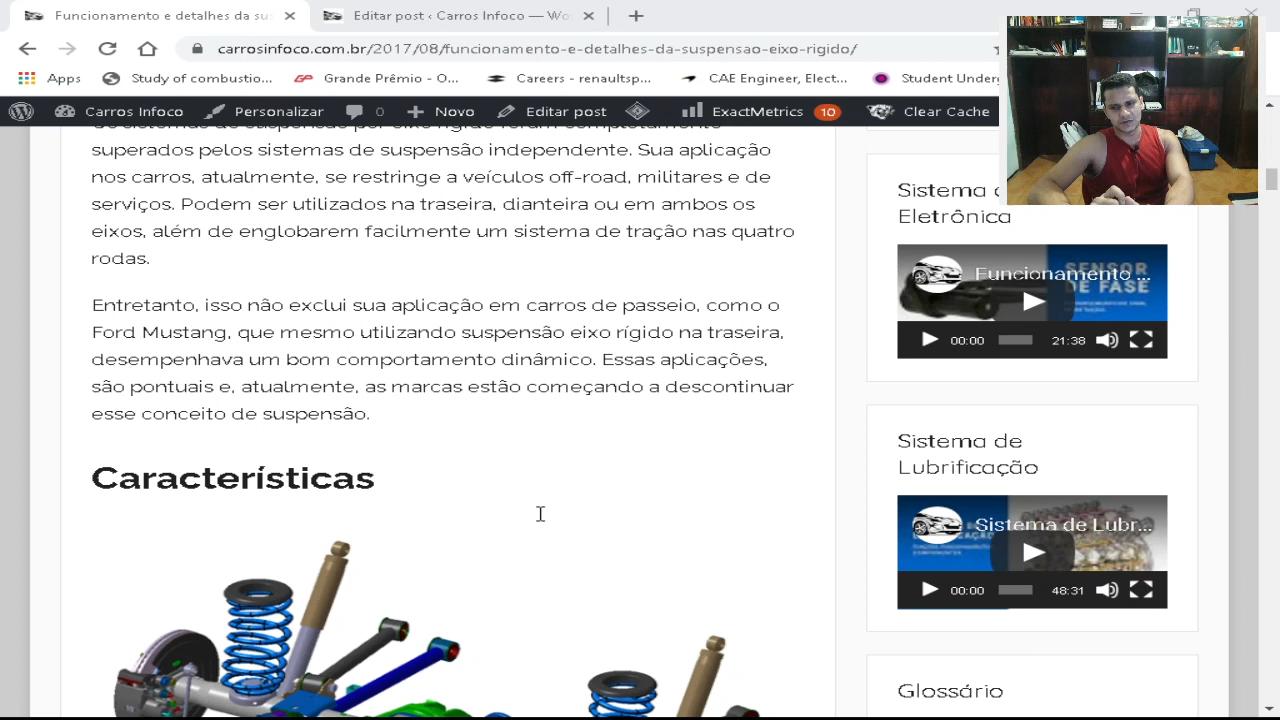 Funcionamento e detalhes da sus
Editar post ‹ Carros Infoco — Wo
carrosinfoco.com.br/2017/08/funcionamento-e-detalhes-da-suspensao-eixo-rigido/
Apps
Study of combustio...
Grande Prêmio - O...
Careers - renaultsp...
Student Underg
Carros Infoco
Personalizar
0
Novo
Editar post
ExactMetrics
10
Clear Cache
superados pelos sistemas da suspensão independente. Sua aplicação
nos carros, atualmente, se restringe a veículos off-road, militares e de
serviços. Podem ser utilizado na traseira, dianteira ou em ambos os
eixos, além de englobarem facilmente um sistema de tração nas quatro
rodas.
Entretanto, isso não exclui sua aplicação em carros de passeio, como o
Ford Mustang, que mesmo utilizando suspensão eixo rígido na traseira,
desempenhava um bom comportamento dinâmico. Essas aplicações,
são pontuais e, atualmente, as marcas estão começando a descontinuar
esse conceito de suspensão.
Características
Sistema
Eletrônica
Funcionamento ...
SENSOR
DE FASE
00:00
21:38
Sistema de
Lubrificação
Sistema de Lubr...
00:00
48:31
Glossário